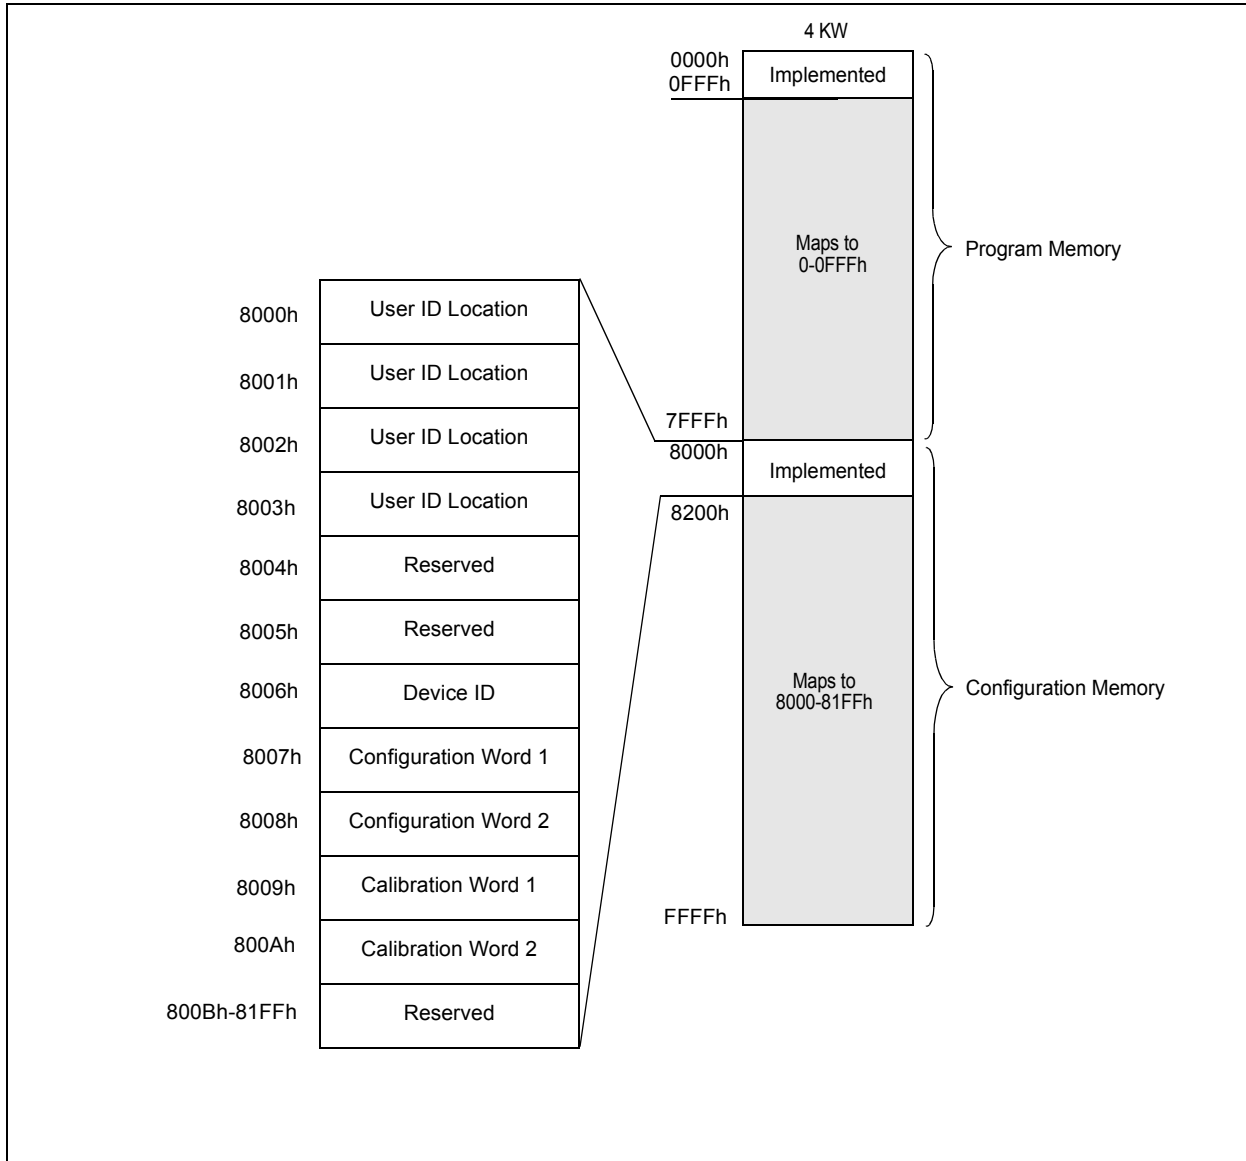 4 KW
0000h
0FFFh
Implemented
Maps to
0-0FFFh
Program Memory
7FFFh
8000h
Implemented
8200h
Maps to
8000-81FFh
Configuration Memory
FFFFh
8000h User ID Location
8001h User ID Location
8002h User ID Location
8003h User ID Location
8004h Reserved
8005h Reserved
8006h Device ID
8007h Configuration Word 1
8008h Configuration Word 2
8009h Calibration Word 1
800Ah Calibration Word 2
800Bh-81FFh Reserved